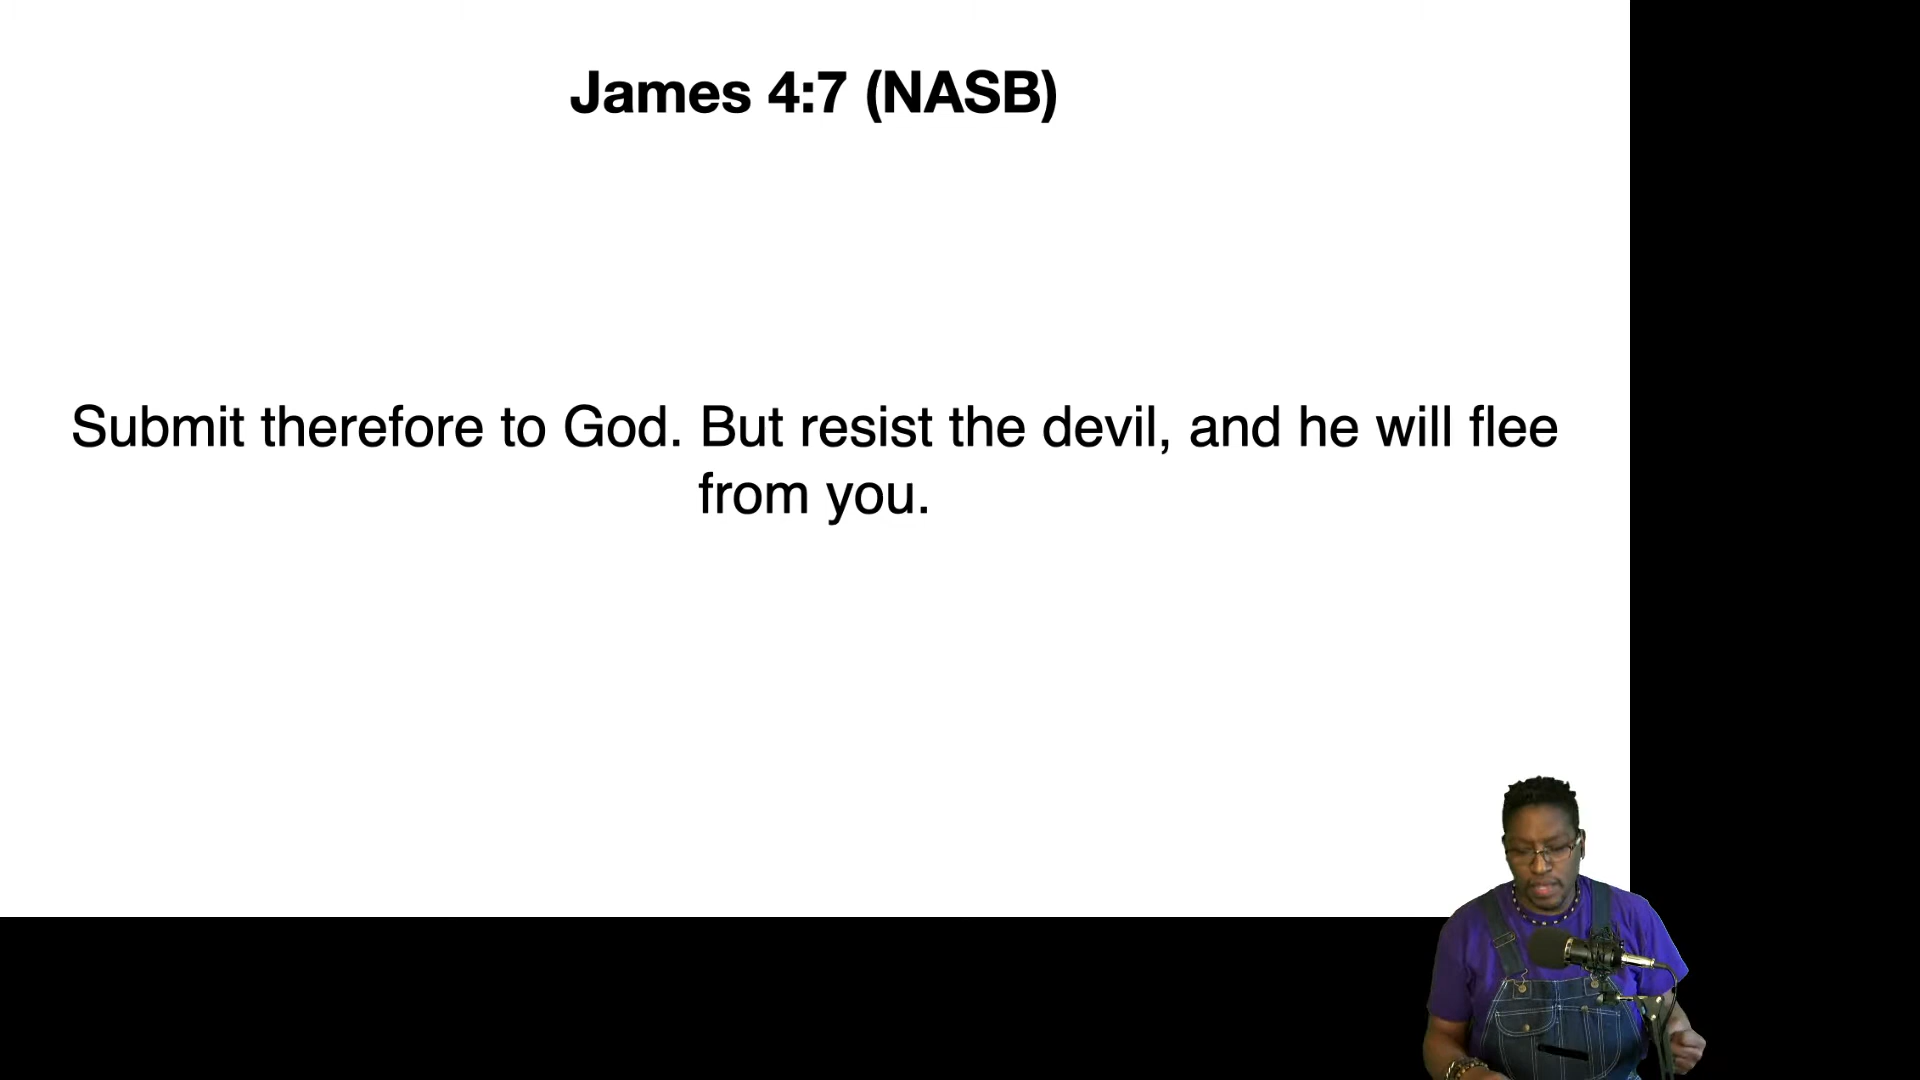 James 4:7 (NASB)
Submit therefore to God. But resist the devil, and he will flee
from you.